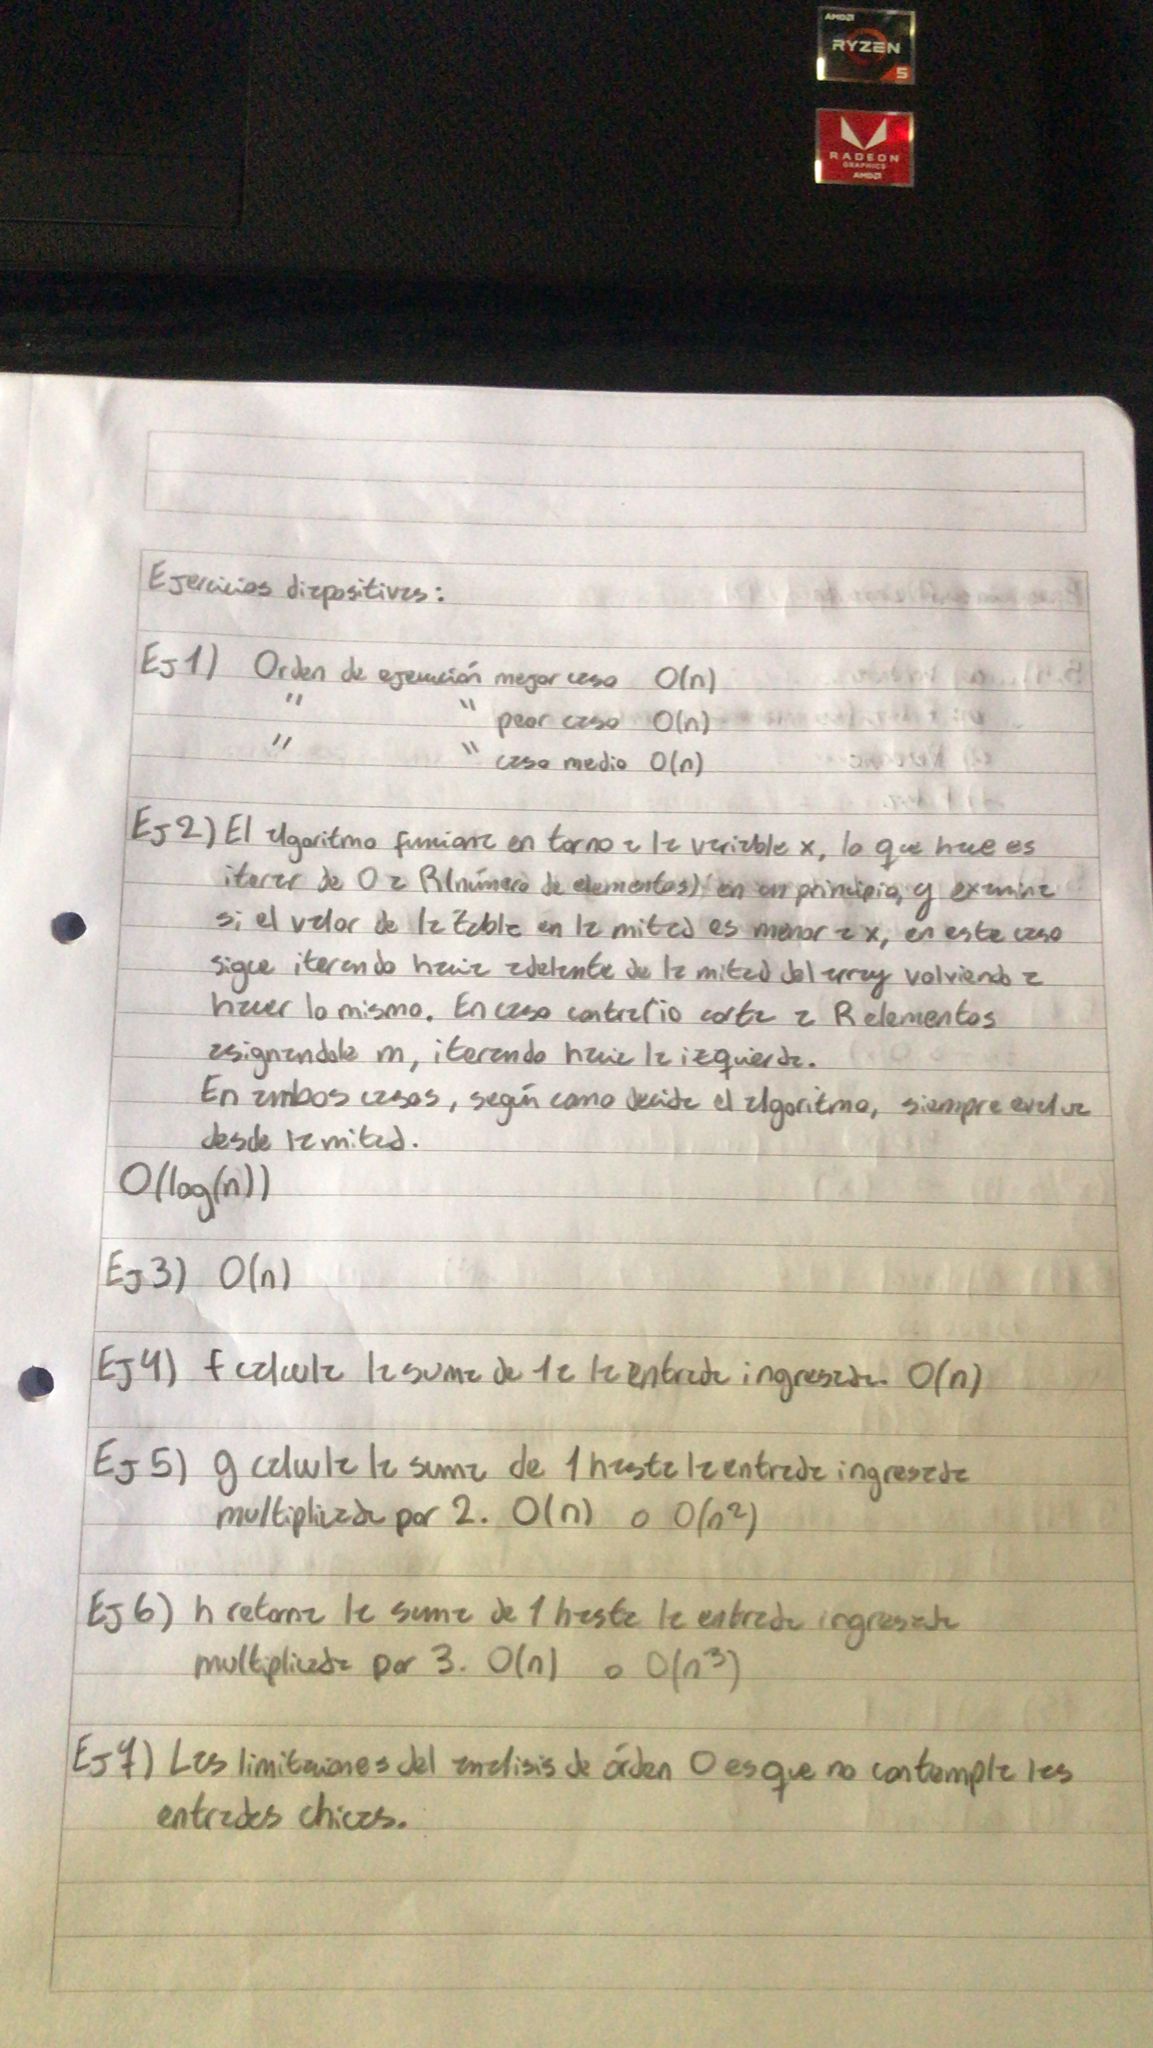 AMD
RYZEN
5
RADEON
GRAPHICS
AMD
Ejercicios diapositivas:
Ej 1) Orden de ejecución mejor caso O(n)
" " peor caso O(n)
" " caso medio O(n)
Ej 2) El algoritmo funciona en torno a la variable x, lo que hace es
iterar de 0 a R(número de elementos) en un principio, y examina
si el valor de la tabla en la mitad es menor a x, en este caso
sigue iterando hacia adelante de la mitad del array volviendo a
hacer lo mismo. En caso contrario corta a R elementos
asignandole m, iterando hacia la izquierda.
En ambos casos, según como decida el algoritmo, siempre evalua
desde la mitad.
O(log(n))
Ej 3) O(n)
Ej 4) f calcula la suma de 1 a la entrada ingresada. O(n)
Ej 5) g calcula la suma de 1 hasta la entrada ingresada
multiplicada por 2. O(n) o O(n²)
Ej 6) h retorna la suma de 1 hasta la entrada ingresada
multiplicada por 3. O(n) o O(n³)
Ej 7) Las limitaciones del analisis de órden O es que no contempla las
entradas chicas.